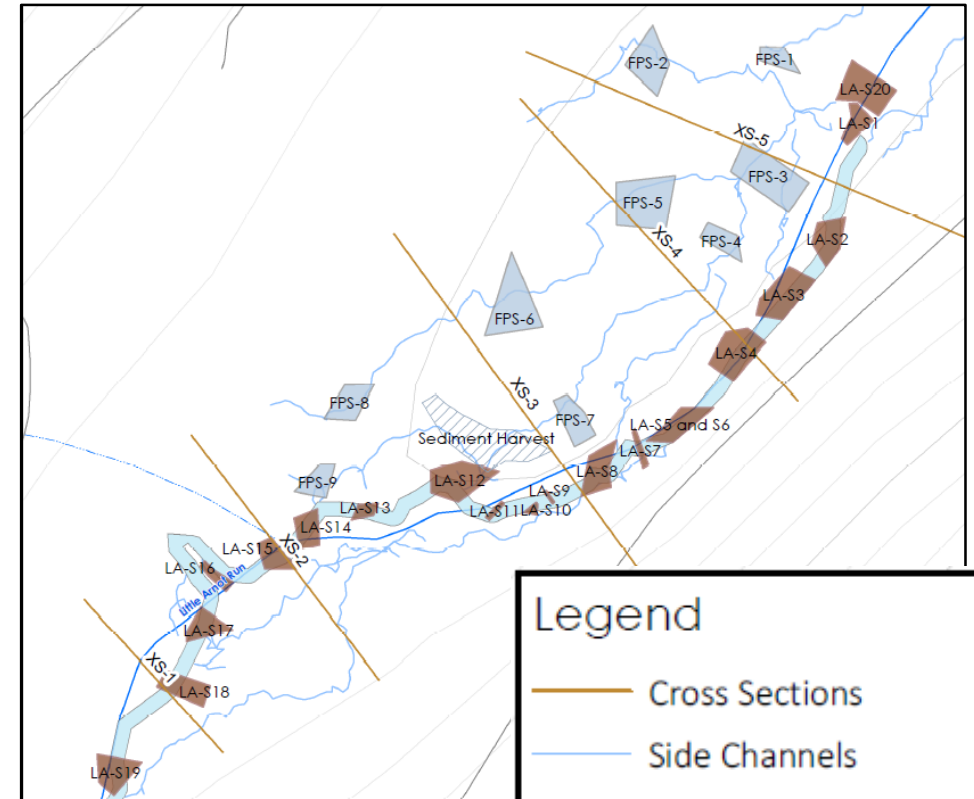 FPS-2
FPS-1
LA-S20
LA-S1
XS-5
FPS-3
FPS-5
FPS-4
XS-4
LA-S2
LA-S3
FPS-6
LA-S4
XS-3
FPS-8
FPS-7
LA-S5 and S6
Sediment Harvest
LA-S7
LA-S8
LA-S12
FPS-9
LA-S9
LA-S13
LA-S11
LA-S10
LA-S14
LA-S15
XS-2
LA-S16
Little Arnot Run
LA-S17
XS-1
LA-S18
LA-S19
Legend
Cross Sections
Side Channels